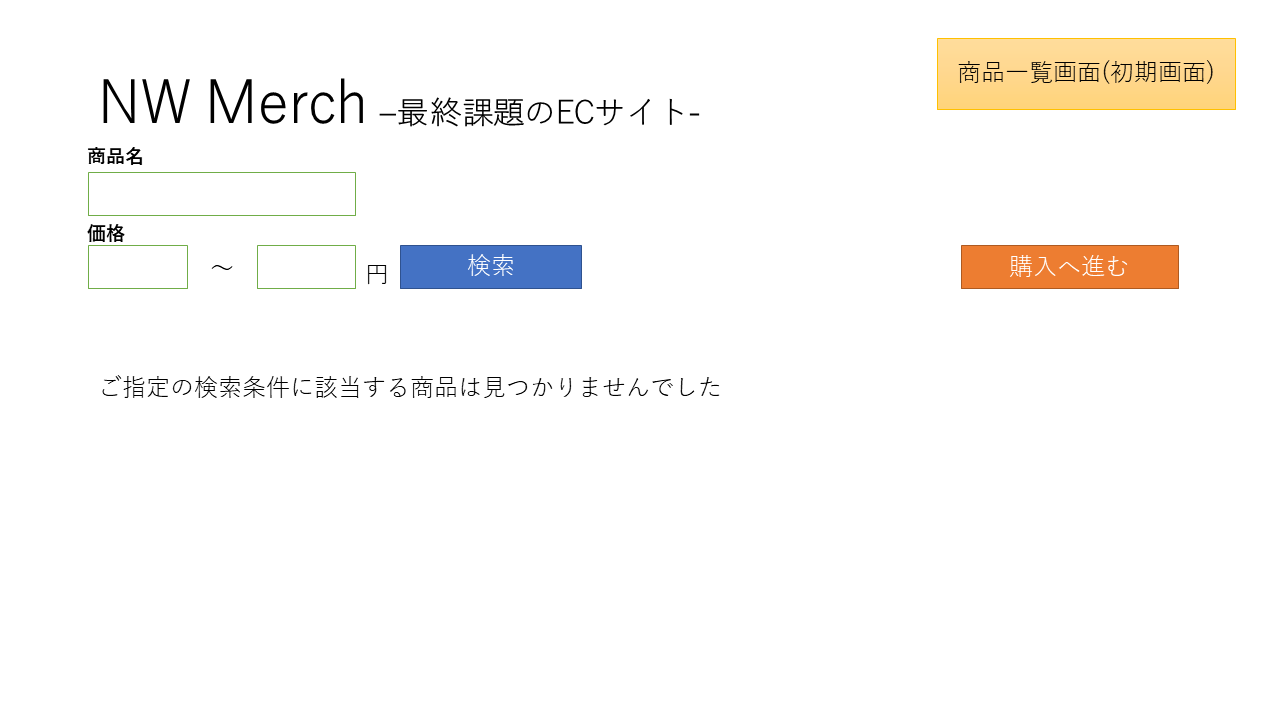 商品一覧画面(初期画面)
NW Merch –最終課題のECサイト-
商品名
価格
～ 円 検索 購入へ進む
ご指定の検索条件に該当する商品は見つかりませんでした